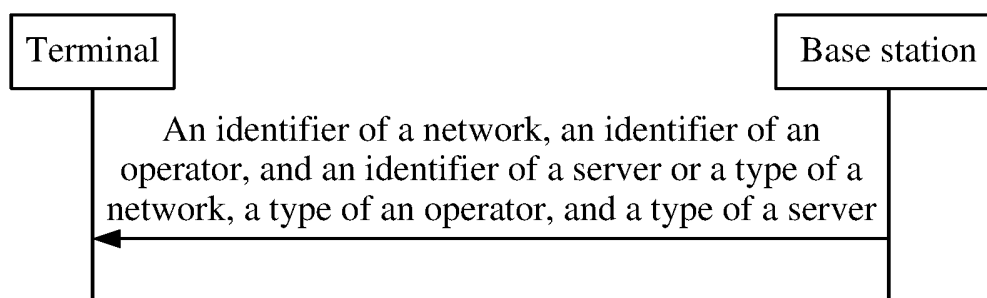 Terminal
Base station
An identifier of a network, an identifier of an
operator, and an identifier of a server or a type of a
network, a type of an operator, and a type of a server